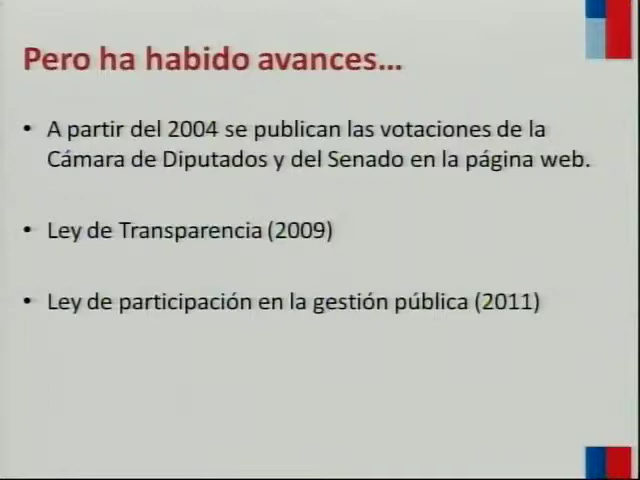 Pero ha habido avances...
• A partir del 2004 se publican las votaciones de la
Cámara de Diputados y del Senado en la página web.
• Ley de Transparencia (2009)
• Ley de participación en la gestión pública (2011)